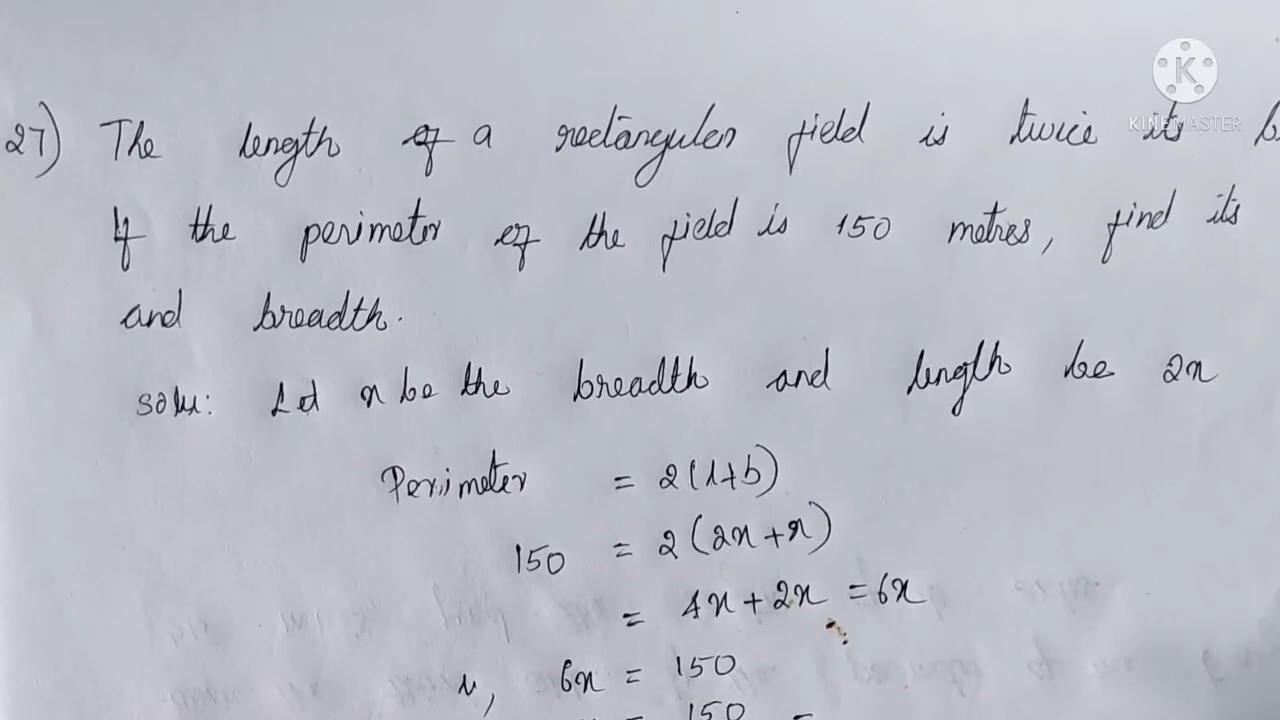 KINEMASTER
27) The length of a rectangular field is twice its b
If the perimeter of the field is 150 metres, find its
and breadth.
Soln: Let x be the breadth and length be 2x
Perimeter = 2(l+b)
150 = 2(2x+x)
= 4x+2x = 6x
6x = 150
= 150 =